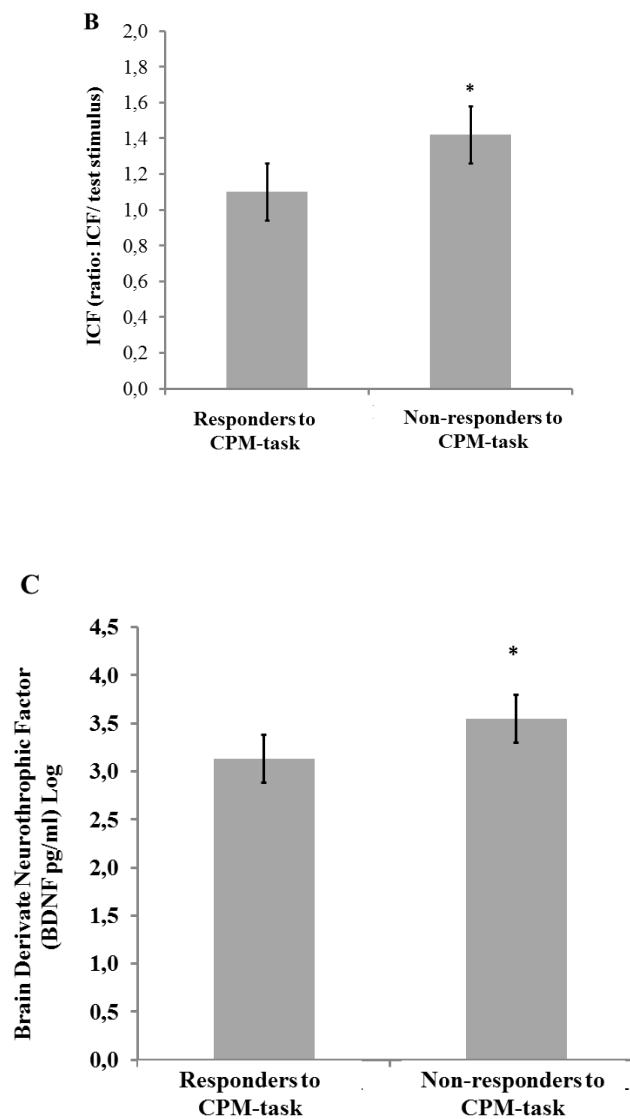 B
ICF (ratio: ICF/ test stimulus)
2,0
1,8
1,6
1,4
1,2
1,0
0,8
0,6
0,4
0,2
0,0
*
Responders to
CPM-task
Non-responders to
CPM-task
C
Brain Derivate Neurothrophic Factor
(BDNF pg/ml) Log
4,5
4,0
3,5
3,0
2,5
2,0
1,5
1,0
0,5
0,0
*
Responders to
CPM-task
Non-responders to
CPM-task